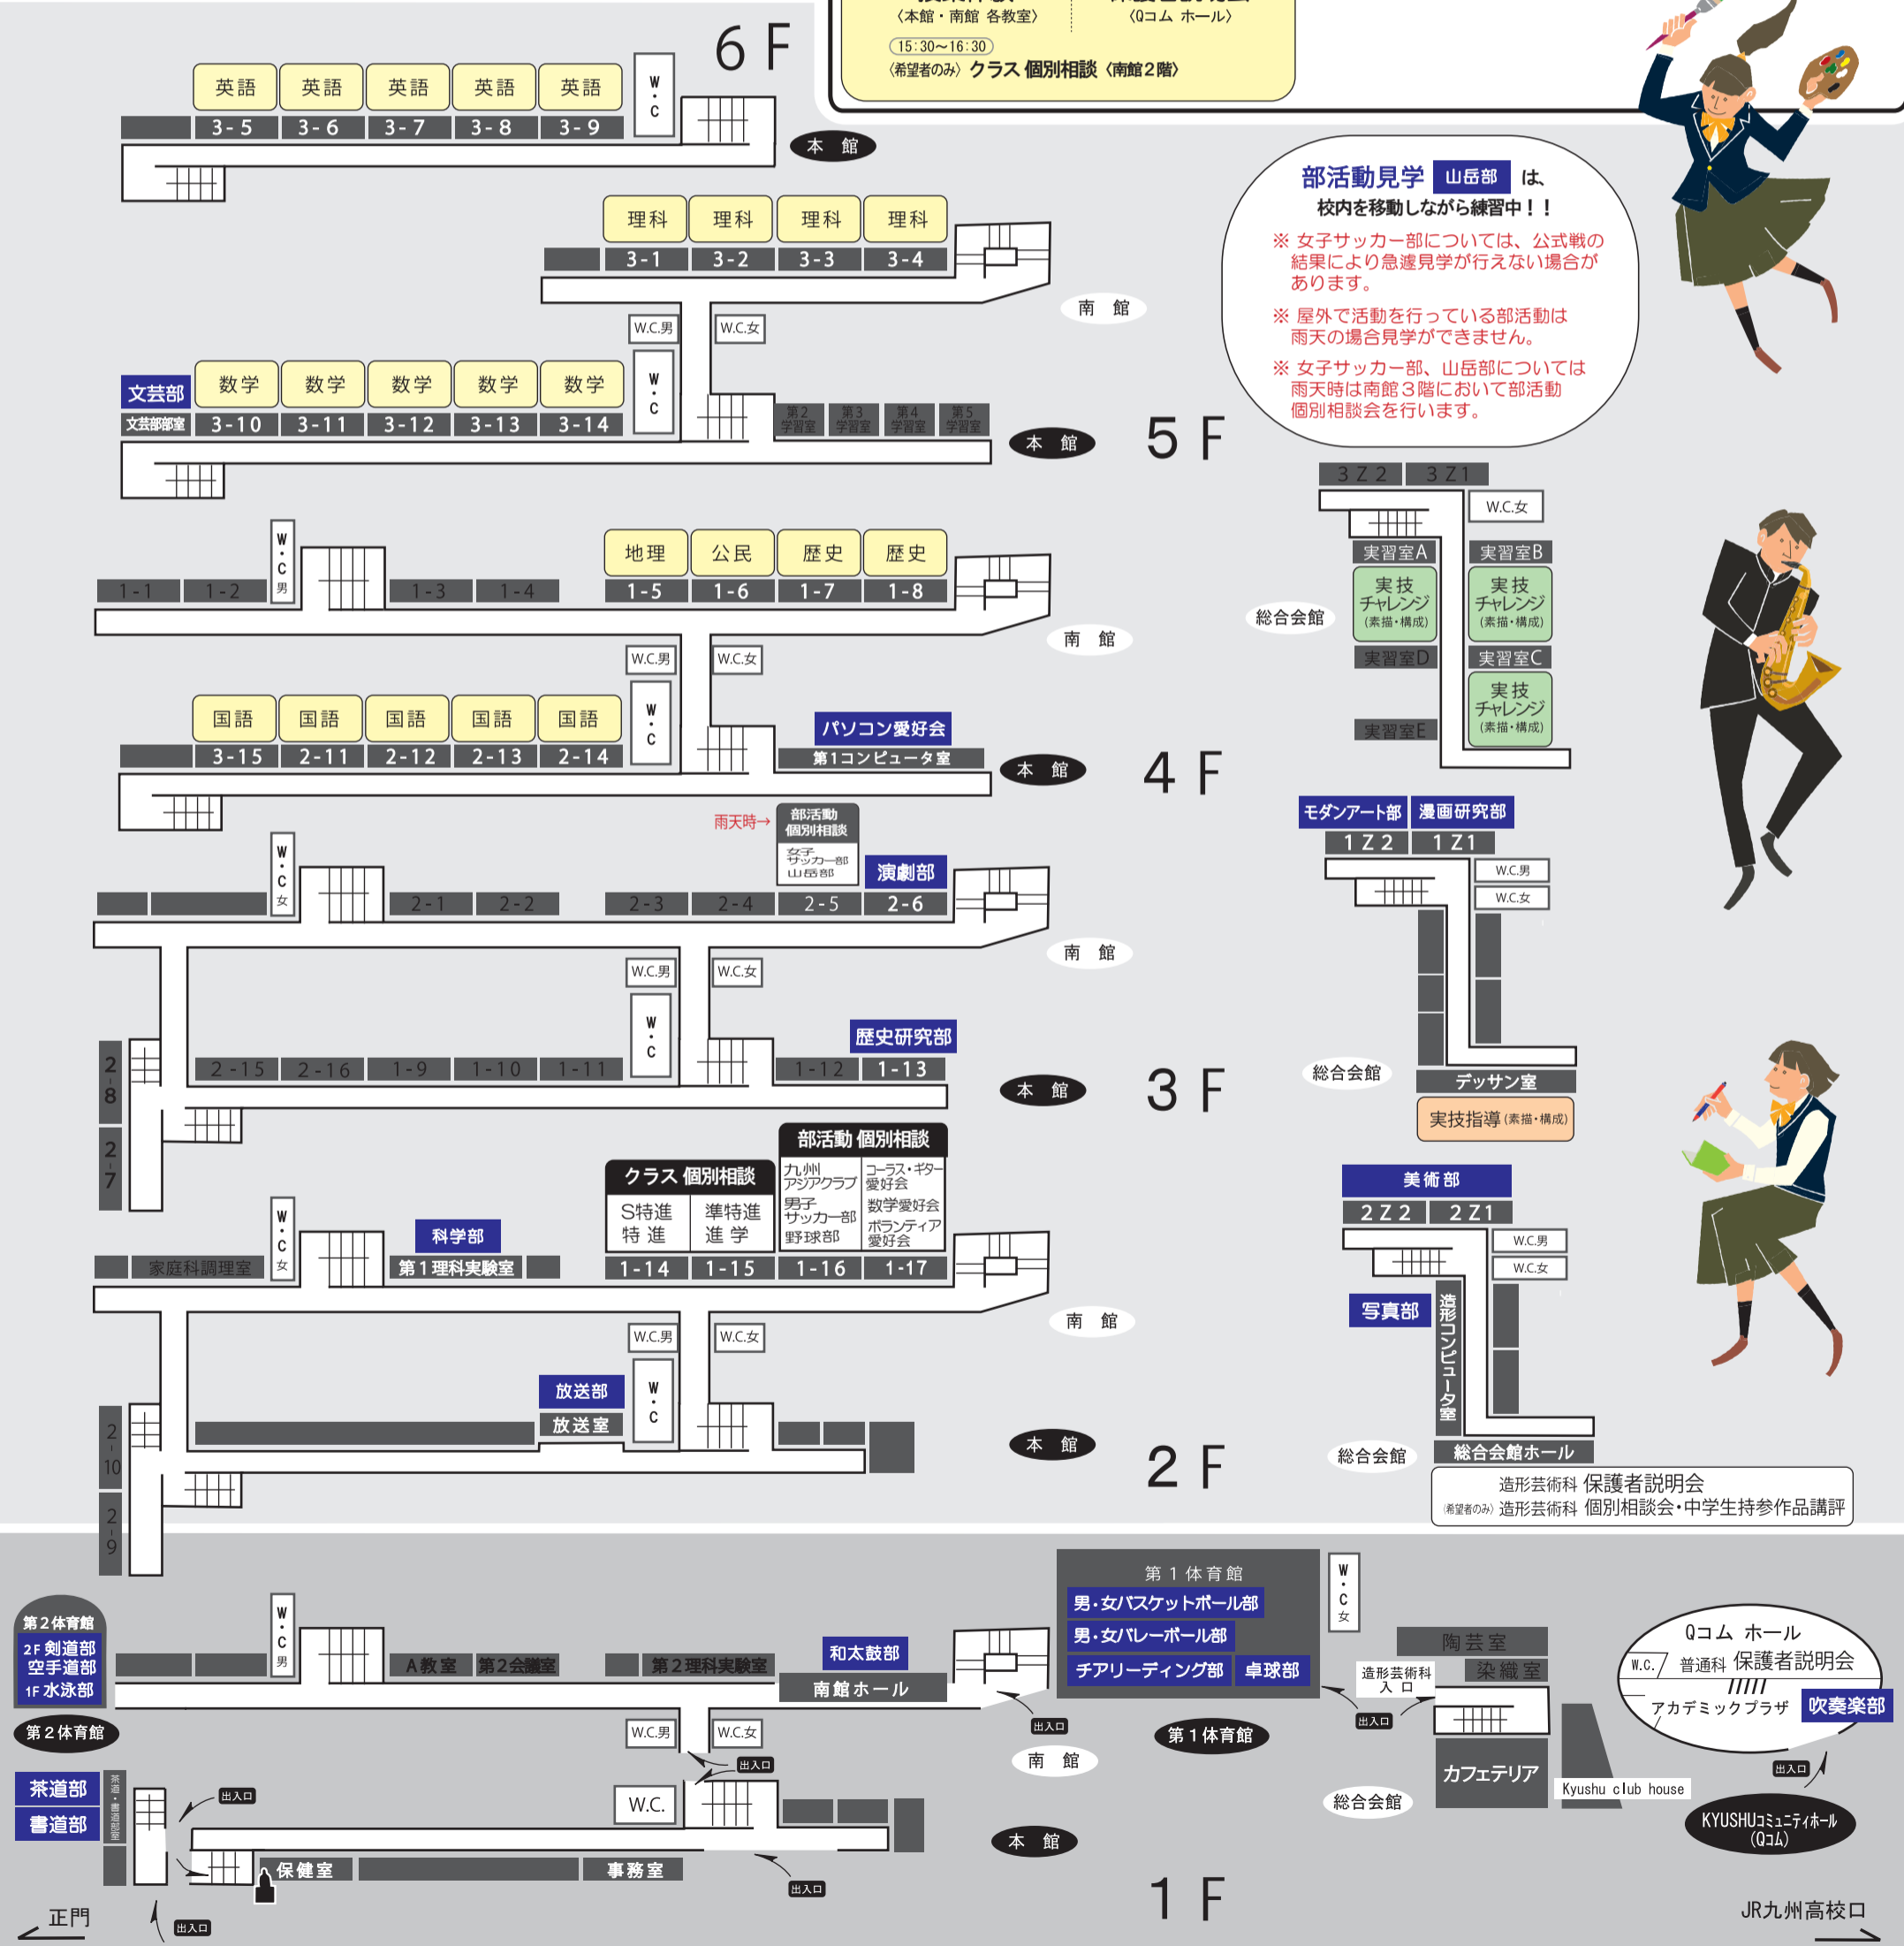 〈本館・南館 各教室〉
〈Qコム ホール〉
15:30〜16:30
〈希望者のみ〉クラス 個別相談〈南館2階〉
6 F
英語 英語 英語 英語 英語
W・C
3-5 3-6 3-7 3-8 3-9
本 館
部活動見学 山岳部 は、
校内を移動しながら練習中！！
※ 女子サッカー部については、公式戦の
結果により急遽見学が行えない場合が
あります。
※ 屋外で活動を行っている部活動は
雨天の場合見学ができません。
※ 女子サッカー部、山岳部については
雨天時は南館３階において部活動
個別相談会を行います。
理科 理科 理科 理科
3-1 3-2 3-3 3-4
南 館
W.C.男 W.C.女
文芸部 数学 数学 数学 数学 数学
W・C
文芸部部室 3-10 3-11 3-12 3-13 3-14
第2学習室 第3学習室 第4学習室 第5学習室
本 館
5 F
3Z2 3Z1
W.C.女
実習室A 実習室B
実技
チャレンジ
(素描・構成)
実技
チャレンジ
(素描・構成)
総合会館
実習室D 実習室C
実技
チャレンジ
(素描・構成)
実習室E
W・C男
地理 公民 歴史 歴史
1-1 1-2 1-3 1-4 1-5 1-6 1-7 1-8
南 館
W.C.男 W.C.女
国語 国語 国語 国語 国語
W・C
パソコン愛好会
3-15 2-11 2-12 2-13 2-14
第1コンピュータ室
本 館
4 F
モダンアート部 漫画研究部
1Z2 1Z1
W.C.男
W.C.女
総合会館
デッサン室
実技指導(素描・構成)
雨天時→
部活動
個別相談
女子
サッカー部
山岳部
演劇部
W・C女
2-1 2-2 2-3 2-4 2-5 2-6
南 館
W.C.男 W.C.女
W・C
歴史研究部
2-8
2-7
2-15 2-16 1-9 1-10 1-11 1-12 1-13
本 館
3 F
美術部
2Z2 2Z1
W.C.男
W.C.女
写真部
造形コンピュータ室
総合会館
総合会館ホール
造形芸術科 保護者説明会
(希望者のみ) 造形芸術科 個別相談会・中学生持参作品講評
クラス 個別相談
S特進
特進
準特進
進学
部活動 個別相談
九州
アジアクラブ
男子
サッカー部
野球部
コーラス・ギター
愛好会
数学愛好会
ボランティア
愛好会
W・C女
科学部
家庭科調理室 第1理科実験室 1-14 1-15 1-16 1-17
南 館
W.C.男 W.C.女
放送部
放送室
W・C
2-10
2-9
本 館
2 F
第2体育館
2F 剣道部
空手道部
1F 水泳部
第2体育館
W・C男
A教室 第2会議室 第2理科実験室
和太鼓部
南館ホール
出入口
南 館
W.C.男 W.C.女
出入口
第1体育館
男・女バスケットボール部
男・女バレーボール部
チアリーディング部 卓球部
第1体育館
W・C女
出入口
造形芸術科
入口
陶芸室
染織室
カフェテリア
総合会館
Kyushu club house
Qコム ホール
W.C. 普通科 保護者説明会
アカデミックプラザ 吹奏楽部
出入口
KYUSHUコミュニティホール
(Qコム)
茶道部
書道部
茶道・書道部室
出入口
W.C.
本 館
保健室 事務室
出入口
出入口
1 F
正門
JR九州高校口